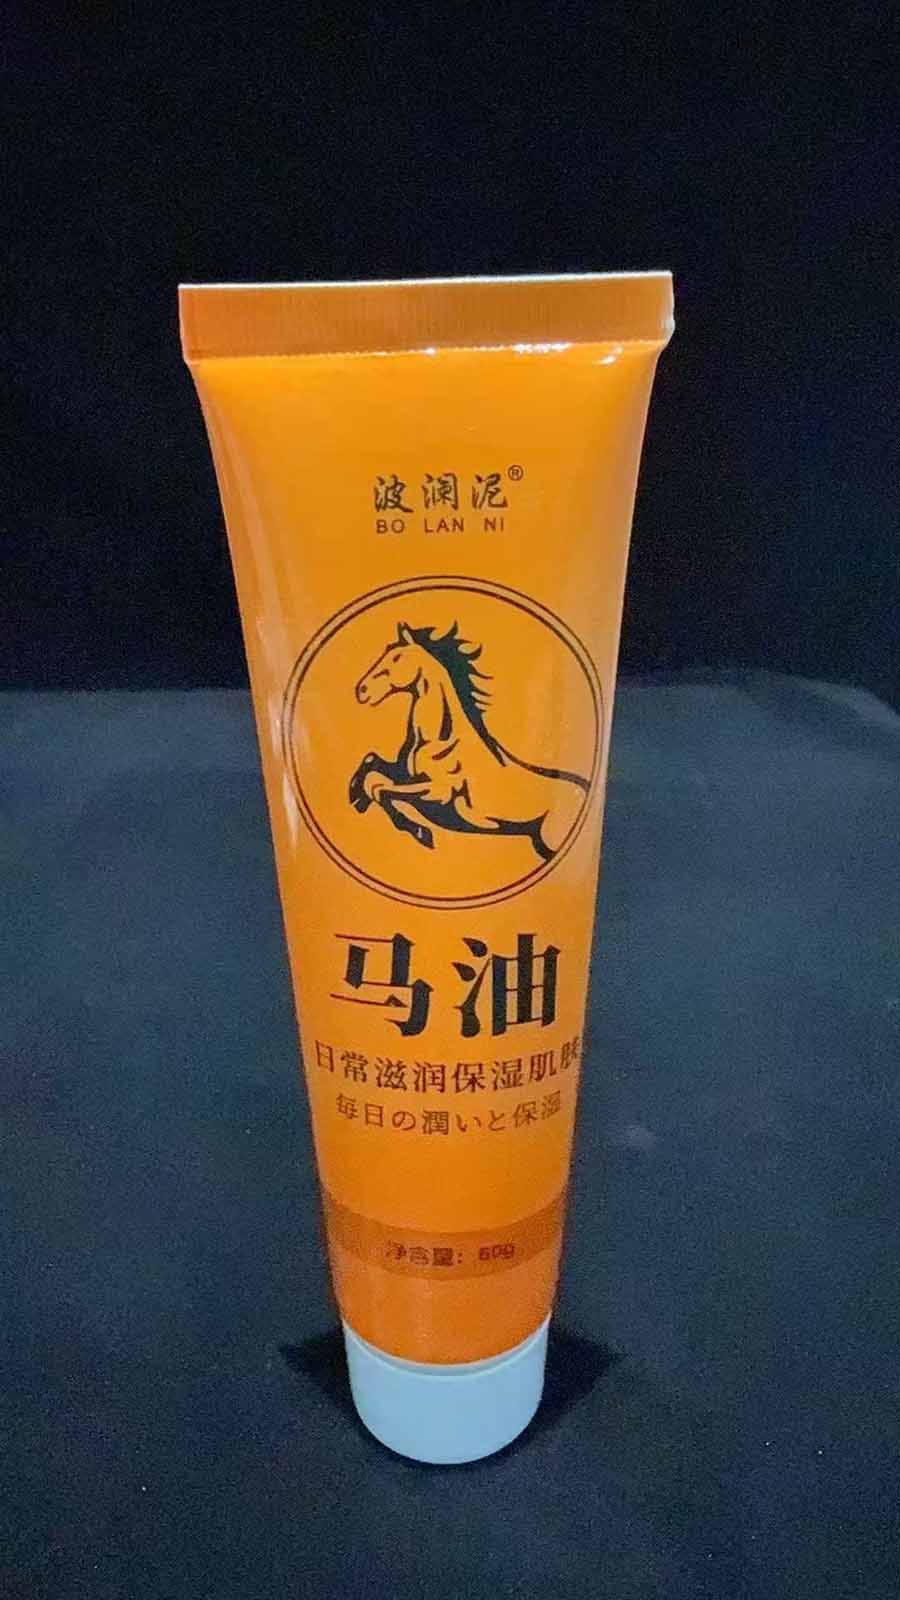 波澜泥®
BO LAN NI
马油
日常滋润保湿肌肤
毎日の潤いと保湿
净含量: 60g